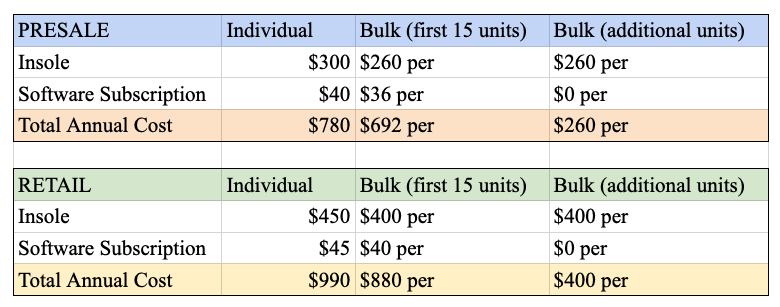 PRESALE Individual Bulk (first 15 units) Bulk (additional units)
Insole $300 $260 per $260 per
Software Subscription $40 $36 per $0 per
Total Annual Cost $780 $692 per $260 per
RETAIL Individual Bulk (first 15 units) Bulk (additional units)
Insole $450 $400 per $400 per
Software Subscription $45 $40 per $0 per
Total Annual Cost $990 $880 per $400 per